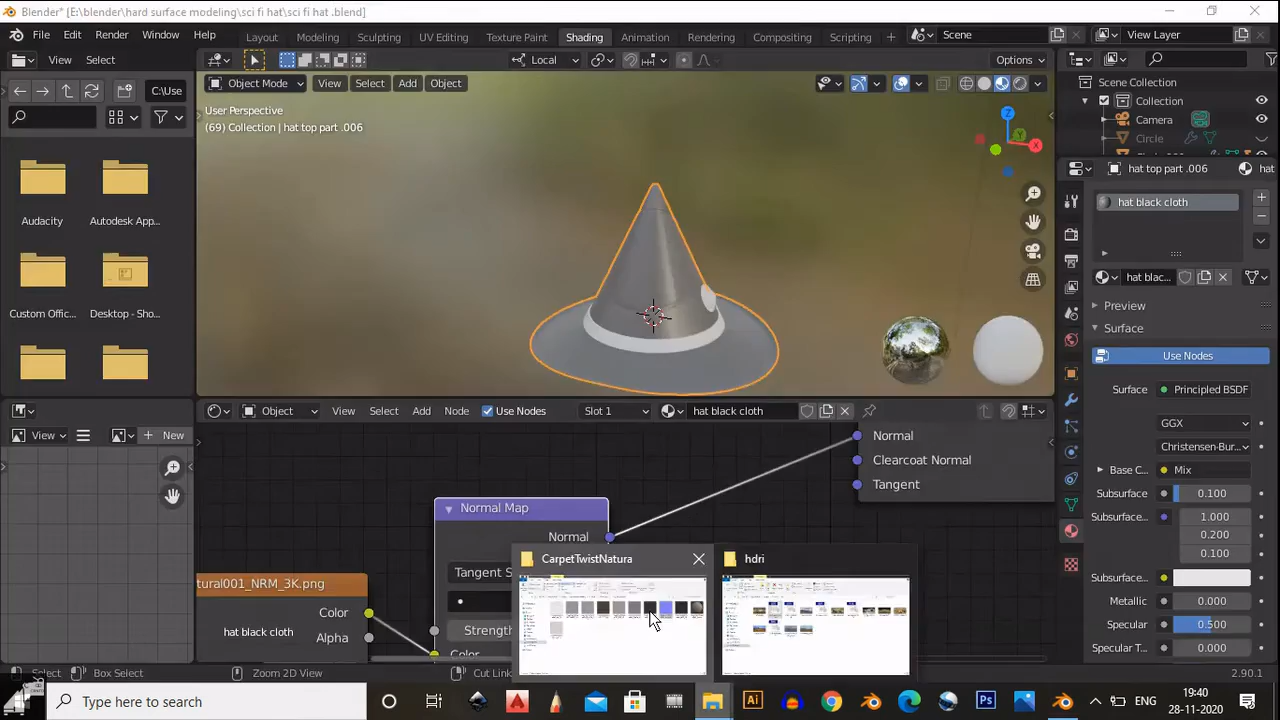 Blender* [E:\blender\hard surface modeling\sci fi hat\sci fi hat .blend]
File Edit Render Window Help Layout Modeling Sculpting UV Editing Texture Paint Shading Animation Rendering Compositing Scripting Scene View Layer
View Select Local Options
C:\Use Object Mode View Select Add Object
User Perspective
(69) Collection | hat top part .006
Scene Collection
Collection
Camera
Circle
Z
Y
X
hat top part .006 hat
hat black cloth
Audacity Autodesk App...
Custom Offic... Desktop - Sho...
hat blac...
Preview
Surface
Use Nodes
Surface Principled BSDF
GGX
Christensen-Bur...
Base C... Mix
Subsurface 0.100
Subsurface.. 1.000
0.200
0.100
Subsurface..
Metallic 0.000
Specular 0.5
Specular T... 0.000
Object View Select Add Node Use Nodes Slot 1 hat black cloth
View New
Normal
Clearcoat Normal
Tangent
Normal Map
Normal
Tangent S
Strength
Color
tural001_NRM_3K.png
Color
Alpha
hat black cloth
CarpetTwistNatura hdri
Select Box Select Zoom 2D View Cut Link 2.90.1
Type here to search
Ai Ps
ENG
19:40
28-11-2020